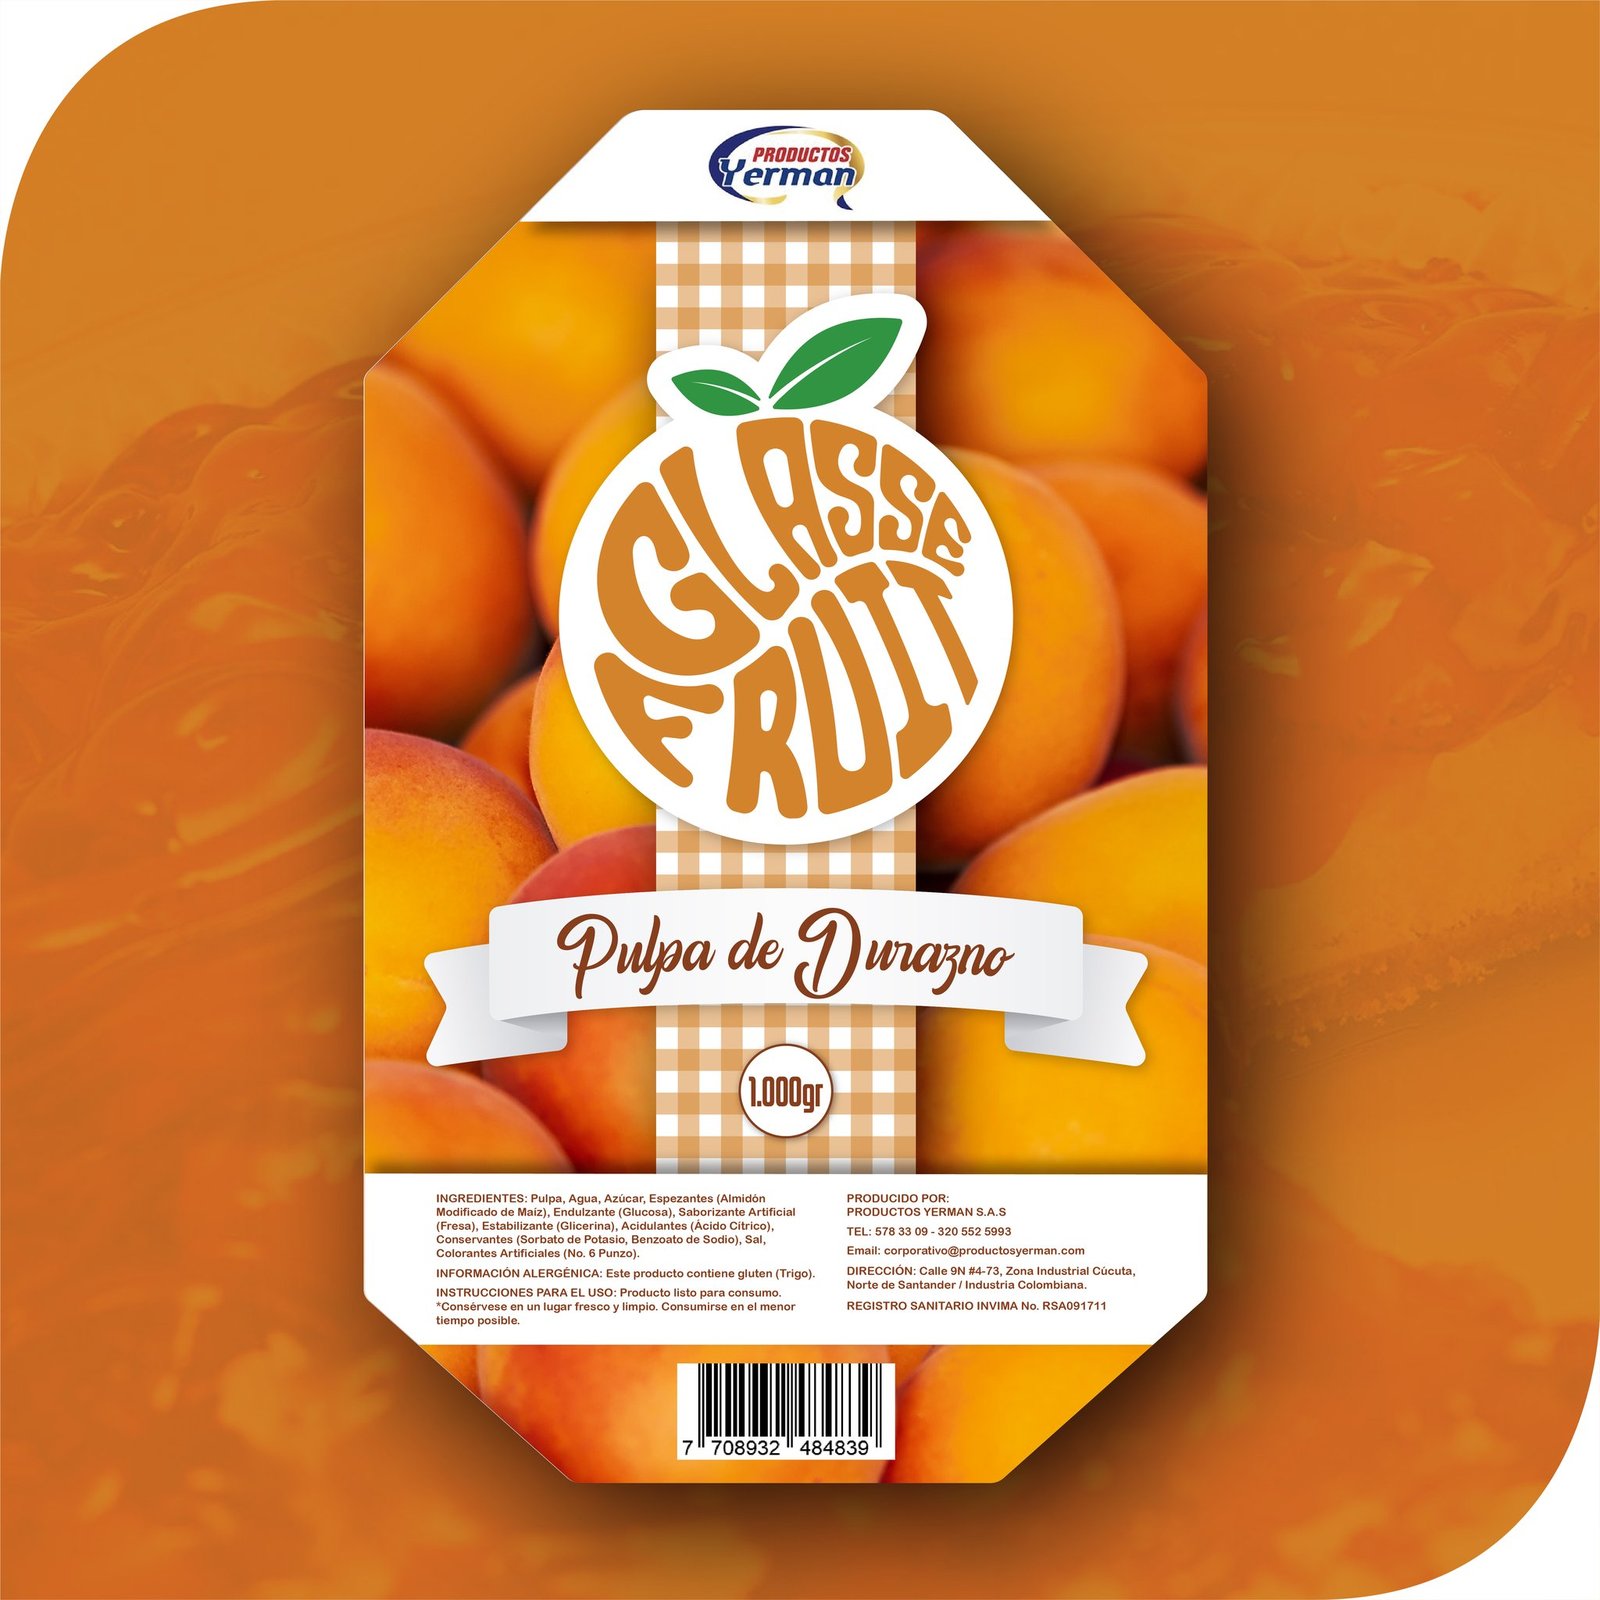 PRODUCTOS
Yerman
GLASSE
FRUIT
Pulpa de Durazno
1.000gr
INGREDIENTES: Pulpa, Agua, Azúcar, Espezantes (Almidón
Modificado de Maíz), Endulzante (Glucosa), Saborizante Artificial
(Fresa), Estabilizante (Glicerina), Acidulantes (Ácido Cítrico),
Conservantes (Sorbato de Potasio, Benzoato de Sodio), Sal,
Colorantes Artificiales (No. 6 Punzo).
INFORMACIÓN ALERGÉNICA: Este producto contiene gluten (Trigo).
INSTRUCCIONES PARA EL USO: Producto listo para consumo.
*Consérvese en un lugar fresco y limpio. Consumirse en el menor
tiempo posible.
PRODUCIDO POR:
PRODUCTOS YERMAN S.A.S
TEL: 578 33 09 - 320 552 5993
Email: corporativo@productosyerman.com
DIRECCIÓN: Calle 9N #4-73, Zona Industrial Cúcuta,
Norte de Santander / Industria Colombiana.
REGISTRO SANITARIO INVIMA No. RSA091711
7 708932 484839